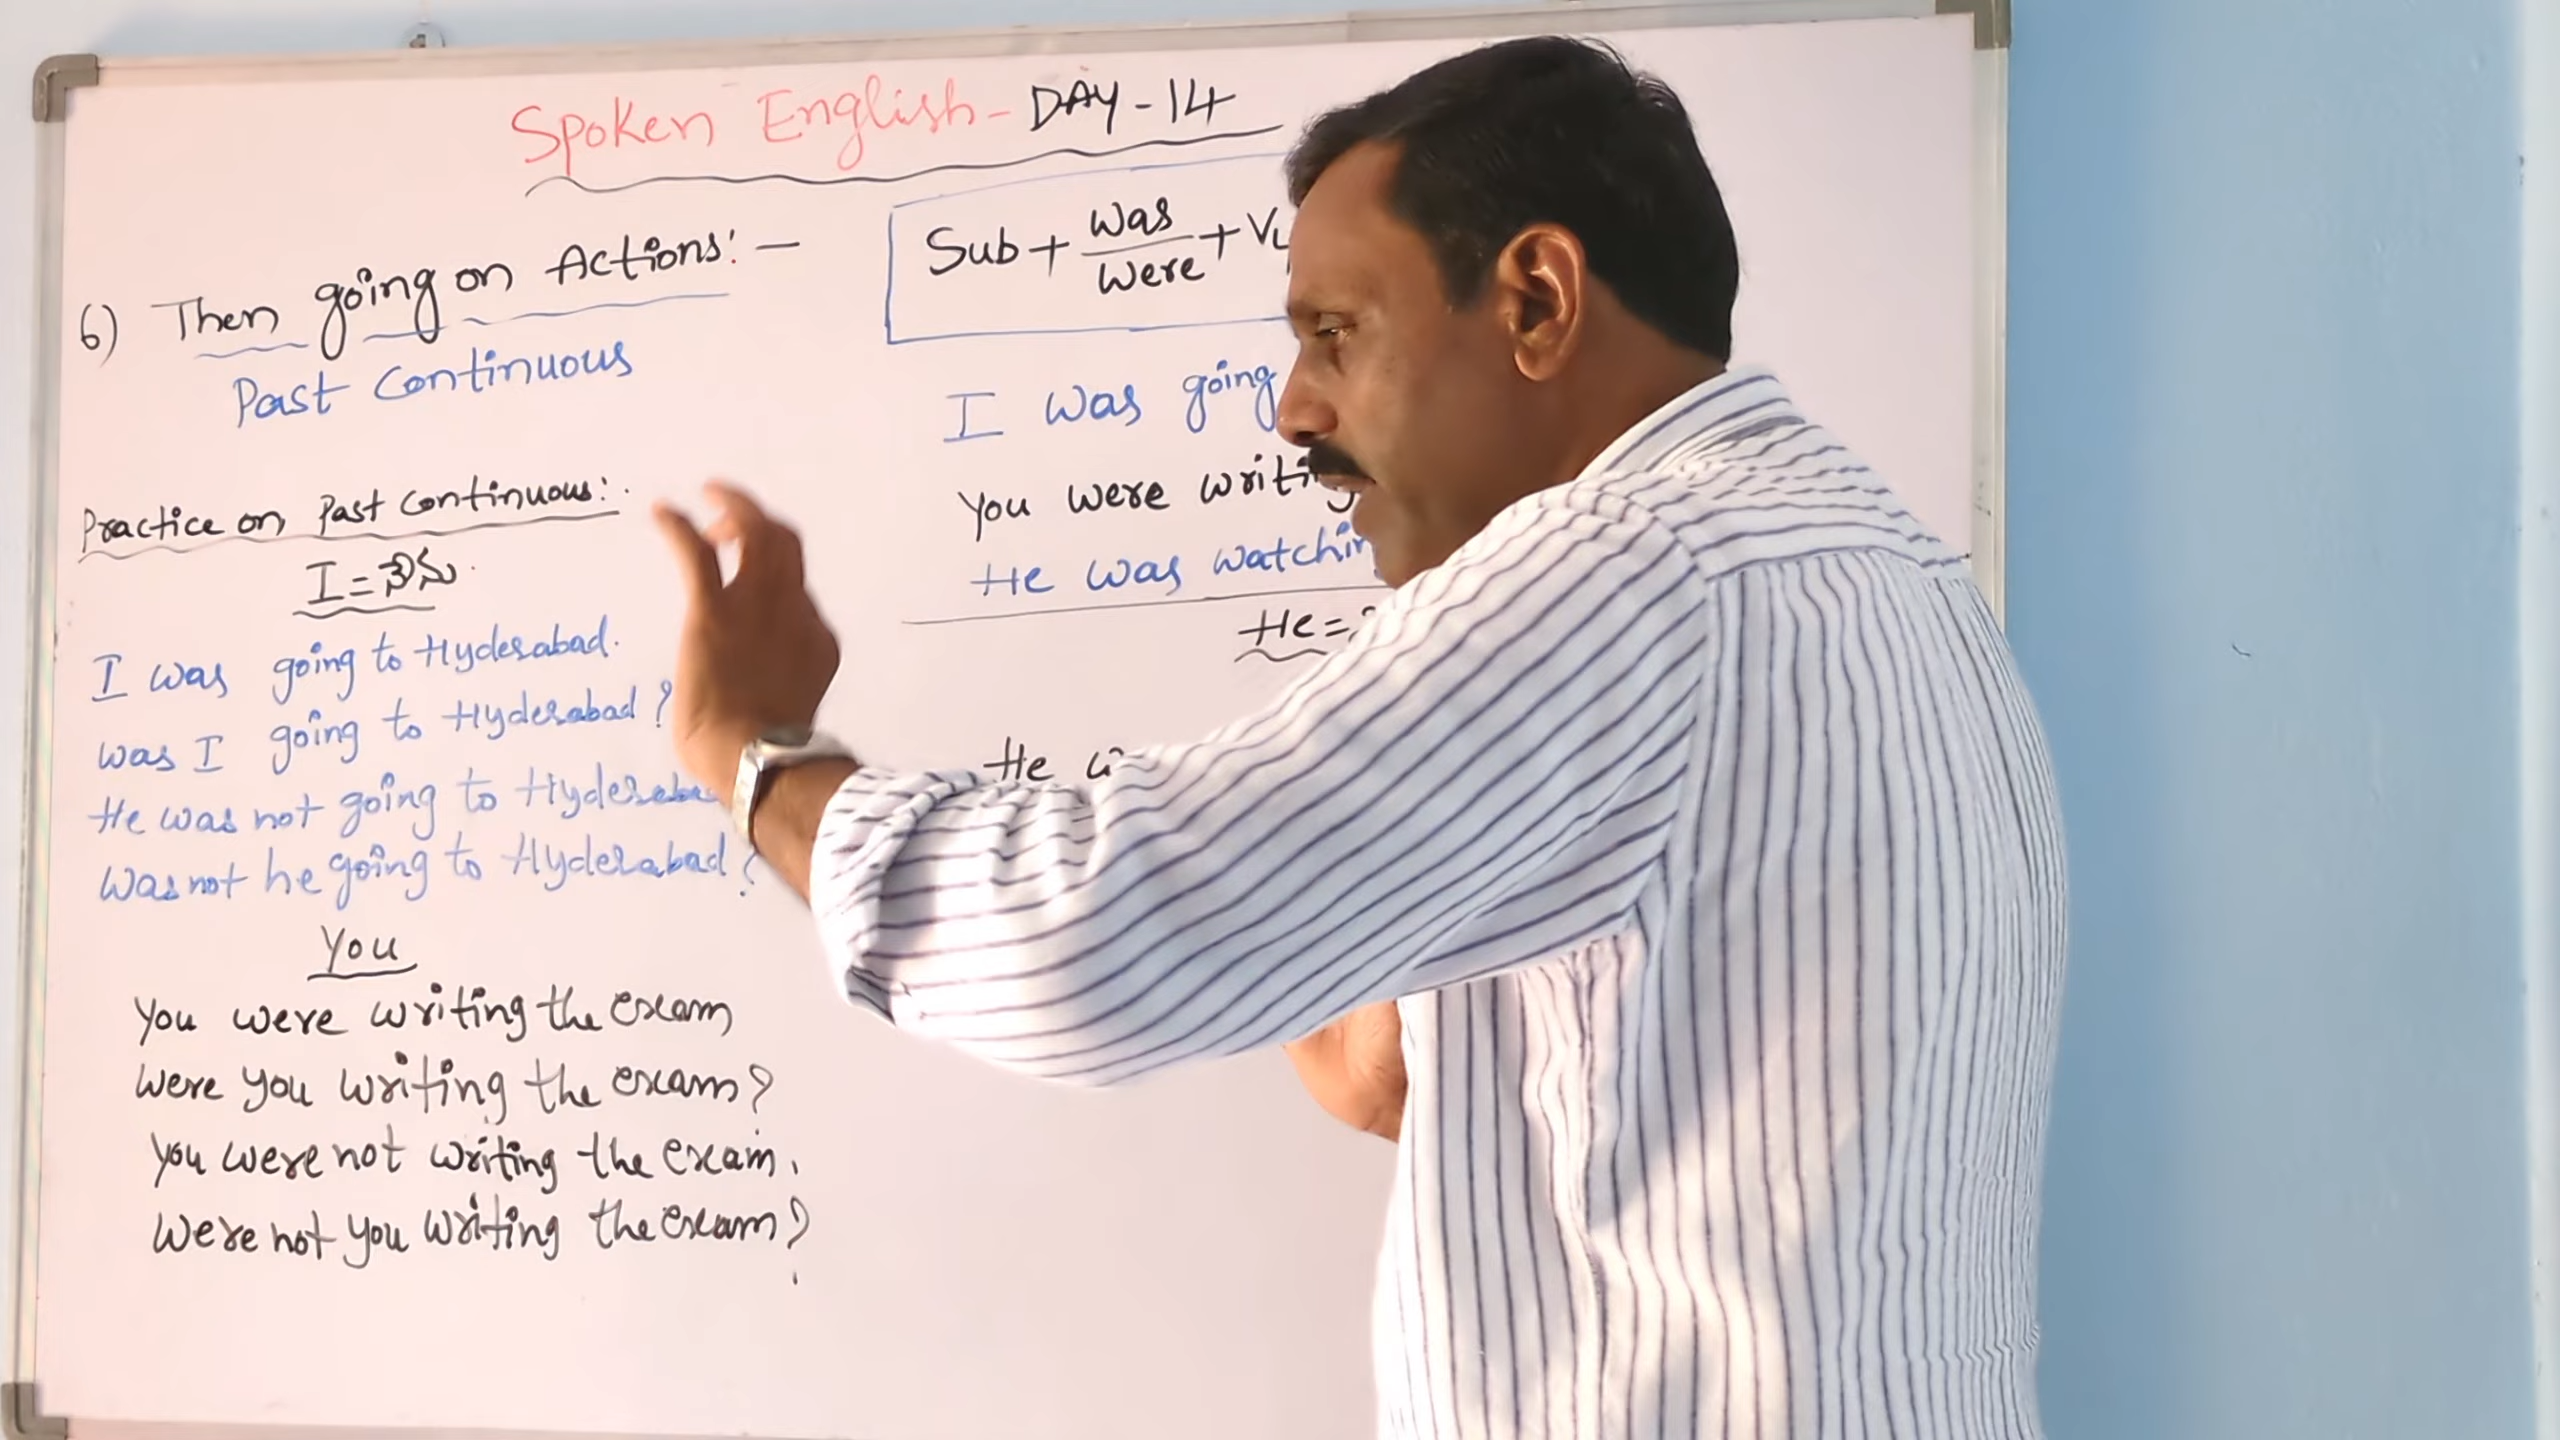 Spoken English - DAY - 14
6) Then going on Actions: -
Past Continuous
Practice on Past Continuous:
I = నేను
I was going to Hyderabad.
was I going to Hyderabad?
He was not going to
Was not he going to Hyderabad?
You
You were writing the exam
Were you writing the exam?
You were not writing the exam.
Were not you writing the exam?
Sub + was/were +
I was going
You were
He was
He =
He